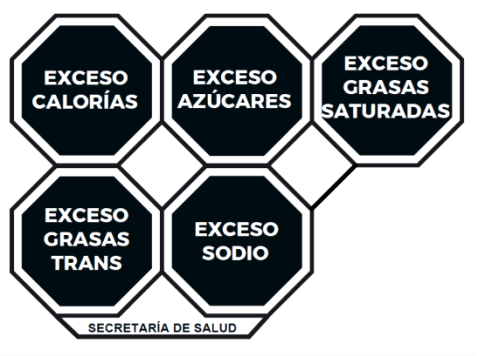 EXCESO
CALORÍAS
EXCESO
AZÚCARES
EXCESO
GRASAS
SATURADAS
EXCESO
GRASAS
TRANS
EXCESO
SODIO
SECRETARÍA DE SALUD